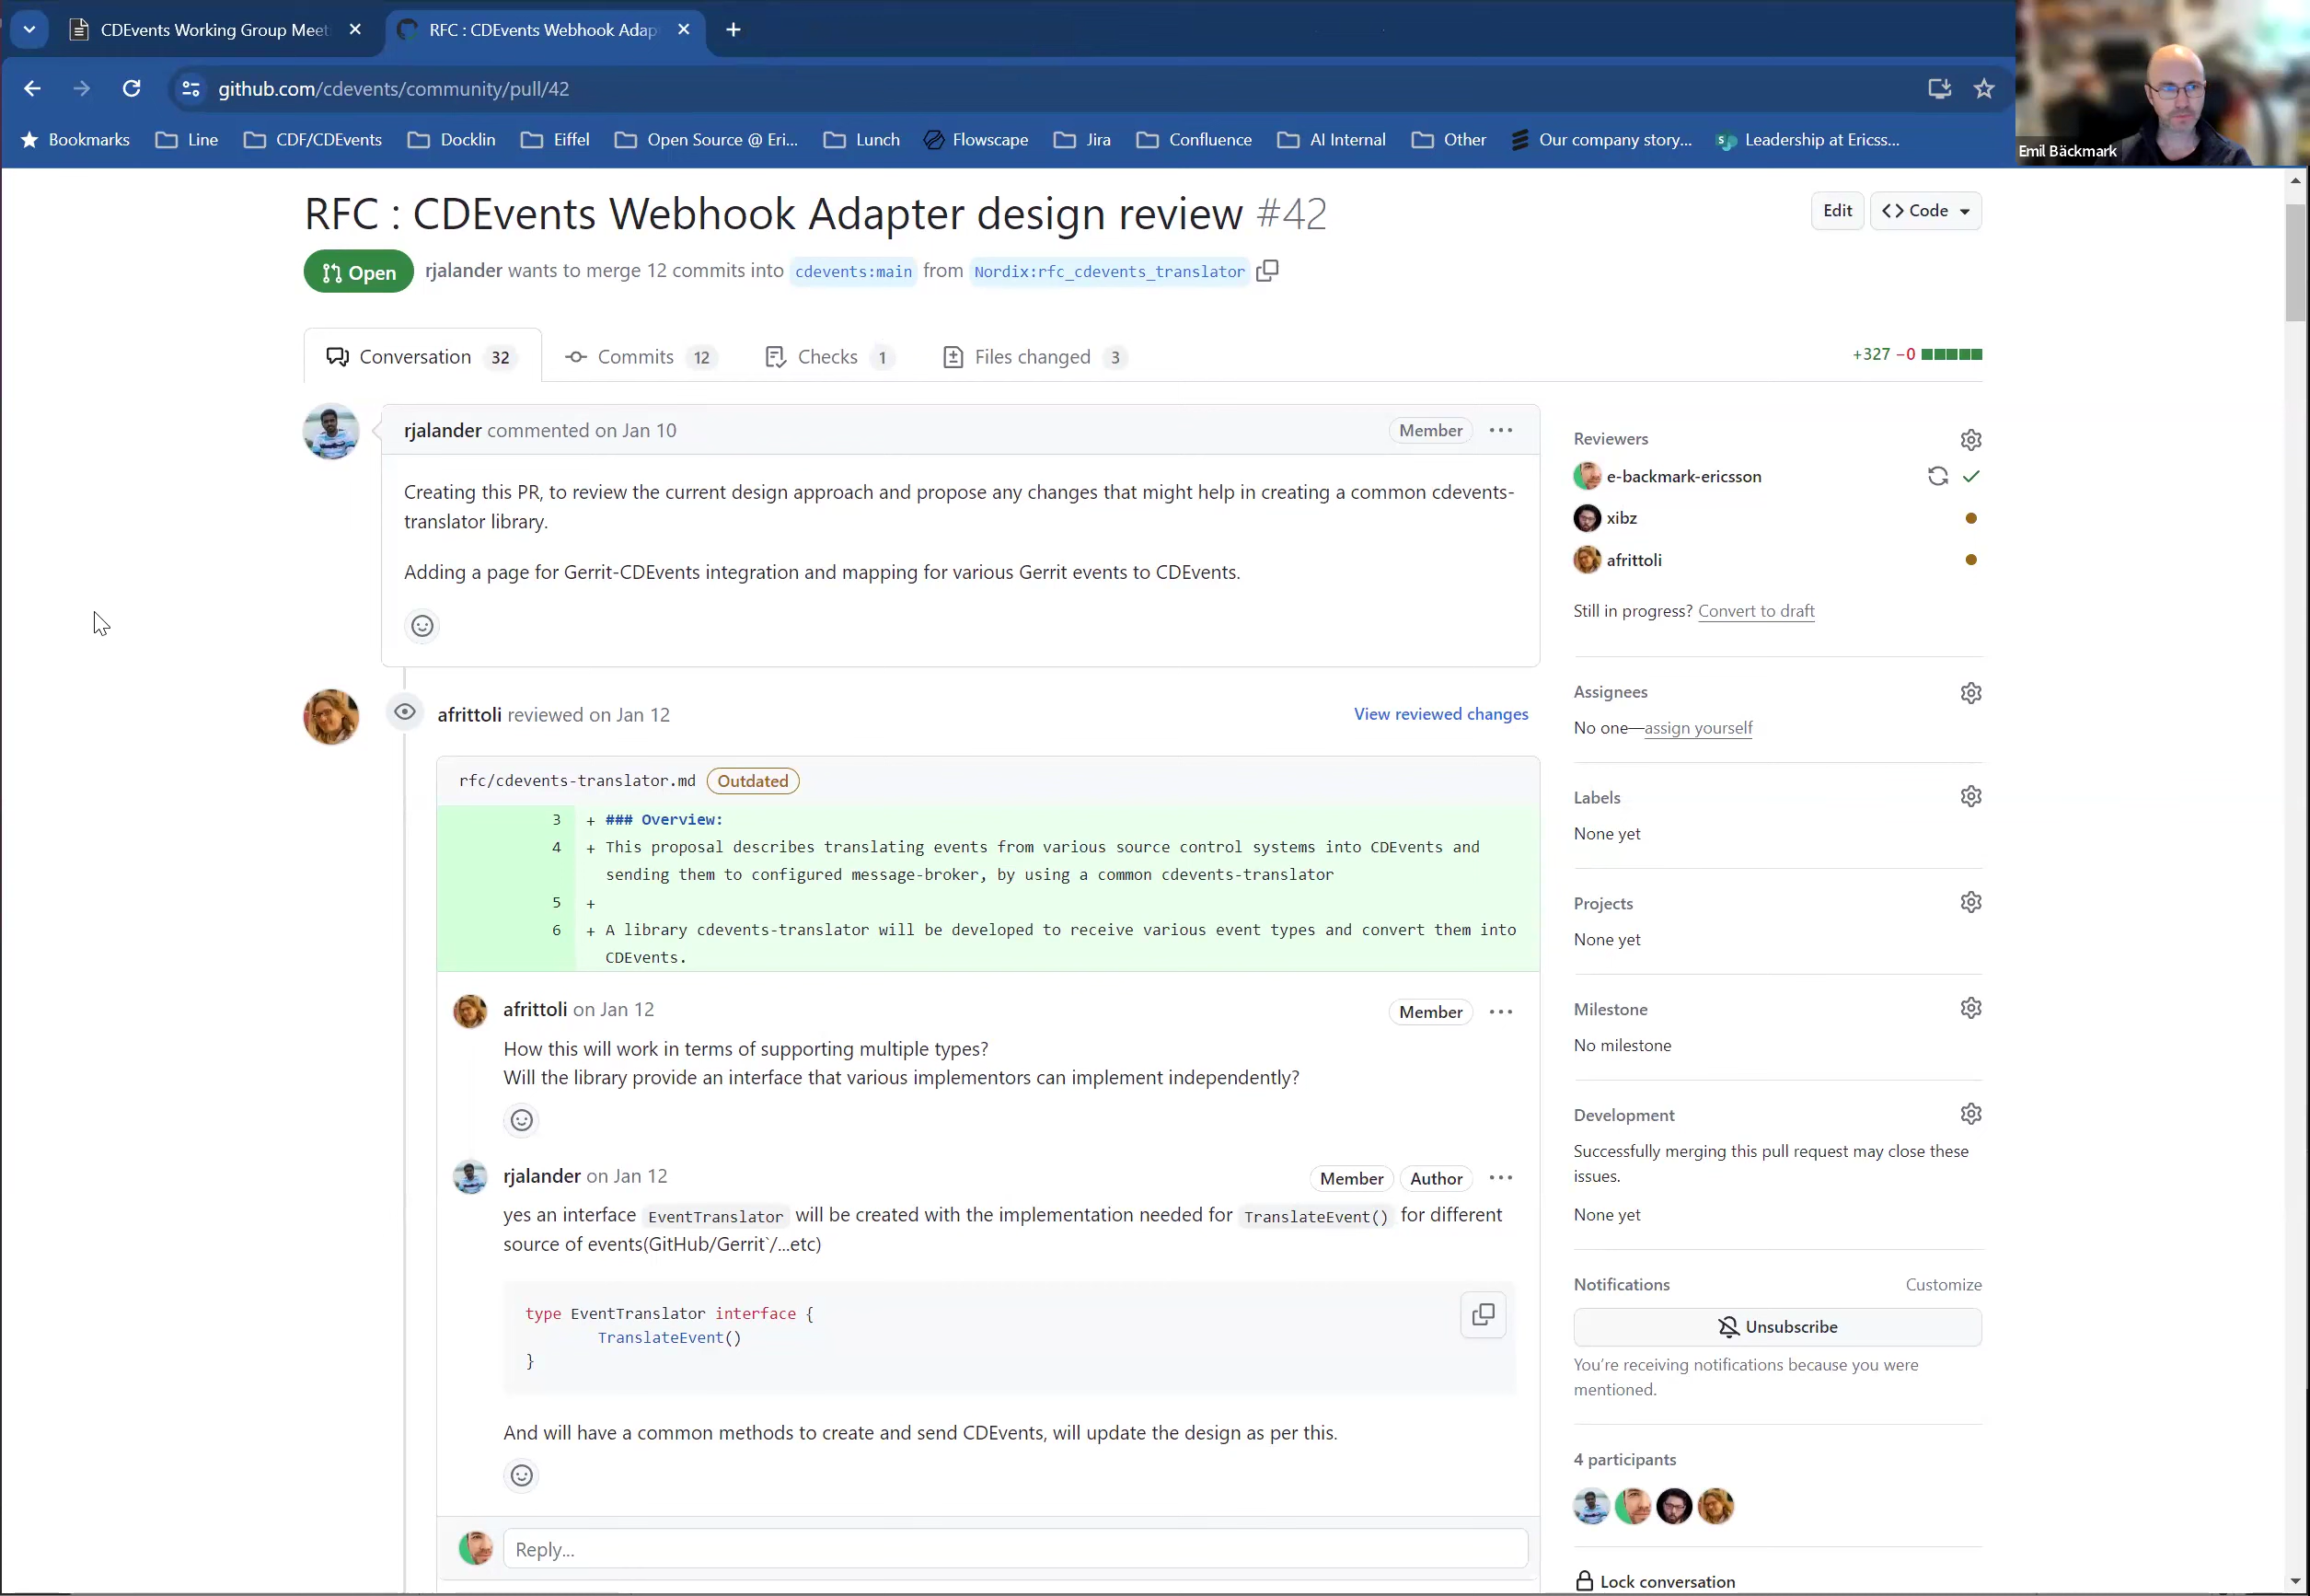 CDEvents Working Group Meet
RFC : CDEvents Webhook Adap
github.com/cdevents/community/pull/42
Bookmarks Line CDF/CDEvents Docklin Eiffel Open Source @ Eri... Lunch Flowscape Jira Confluence AI Internal Other Our company story... Leadership at Ericss...
Emil Bäckmark
RFC : CDEvents Webhook Adapter design review #42
Edit
Code
Open
rjalander wants to merge 12 commits into cdevents:main from Nordix:rfc_cdevents_translator
Conversation 32
Commits 12
Checks 1
Files changed 3
+327 −0
rjalander commented on Jan 10
Member
Creating this PR, to review the current design approach and propose any changes that might help in creating a common cdevents-
translator library.
Adding a page for Gerrit-CDEvents integration and mapping for various Gerrit events to CDEvents.
afrittoli reviewed on Jan 12
View reviewed changes
rfc/cdevents-translator.md Outdated
3 + ### Overview:
4 + This proposal describes translating events from various source control systems into CDEvents and
sending them to configured message-broker, by using a common cdevents-translator
5 +
6 + A library cdevents-translator will be developed to receive various event types and convert them into
CDEvents.
afrittoli on Jan 12
Member
How this will work in terms of supporting multiple types?
Will the library provide an interface that various implementors can implement independently?
rjalander on Jan 12
Member Author
yes an interface EventTranslator will be created with the implementation needed for TranslateEvent() for different
source of events(GitHub/Gerrit`/...etc)
type EventTranslator interface {
TranslateEvent()
}
And will have a common methods to create and send CDEvents, will update the design as per this.
Reply...
Reviewers
e-backmark-ericsson
xibz
afrittoli
Still in progress? Convert to draft
Assignees
No one—assign yourself
Labels
None yet
Projects
None yet
Milestone
No milestone
Development
Successfully merging this pull request may close these
issues.
None yet
Notifications
Customize
Unsubscribe
You're receiving notifications because you were
mentioned.
4 participants
Lock conversation